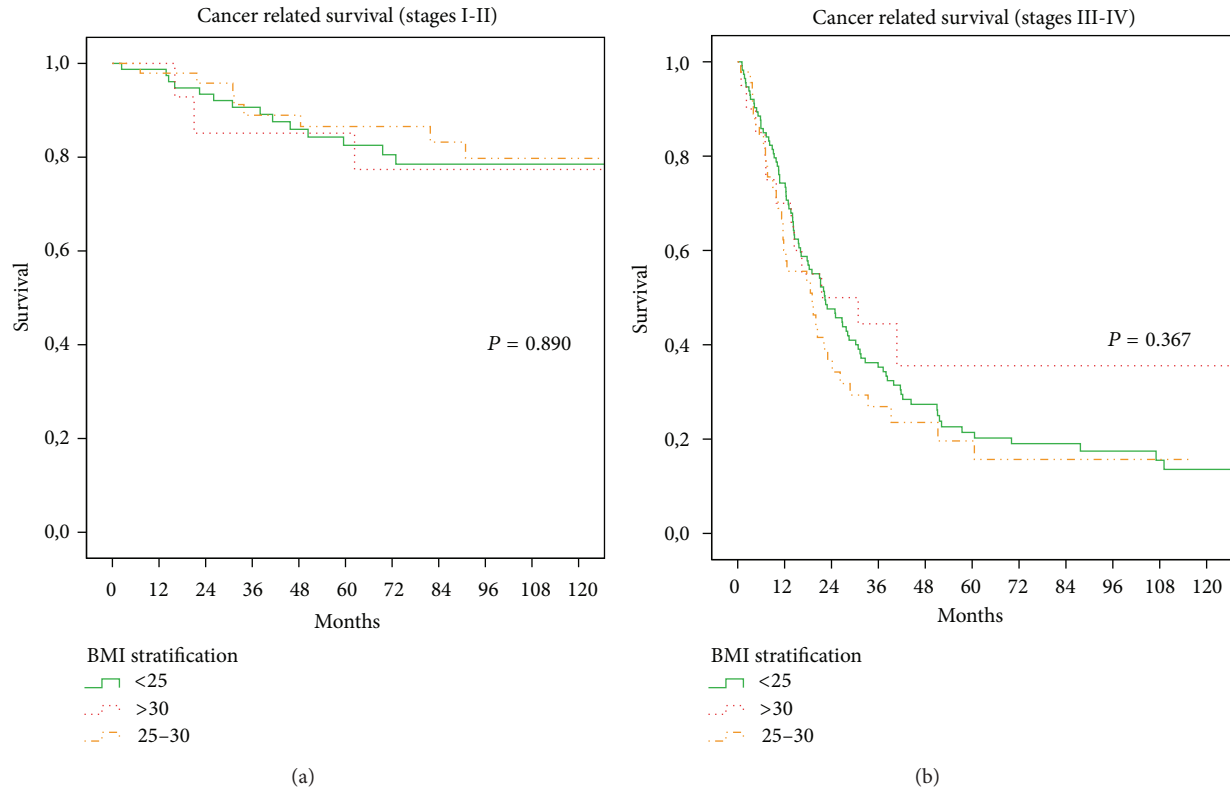 Cancer related survival (stages I-II)
1,0
0,8
0,6
0,4
0,2
0,0
Survival
P = 0.890
0 12 24 36 48 60 72 84 96 108 120
Months
BMI stratification
<25
>30
25–30
(a)
Cancer related survival (stages III-IV)
1,0
0,8
0,6
0,4
0,2
0,0
Survival
P = 0.367
0 12 24 36 48 60 72 84 96 108 120
Months
BMI stratification
<25
>30
25–30
(b)